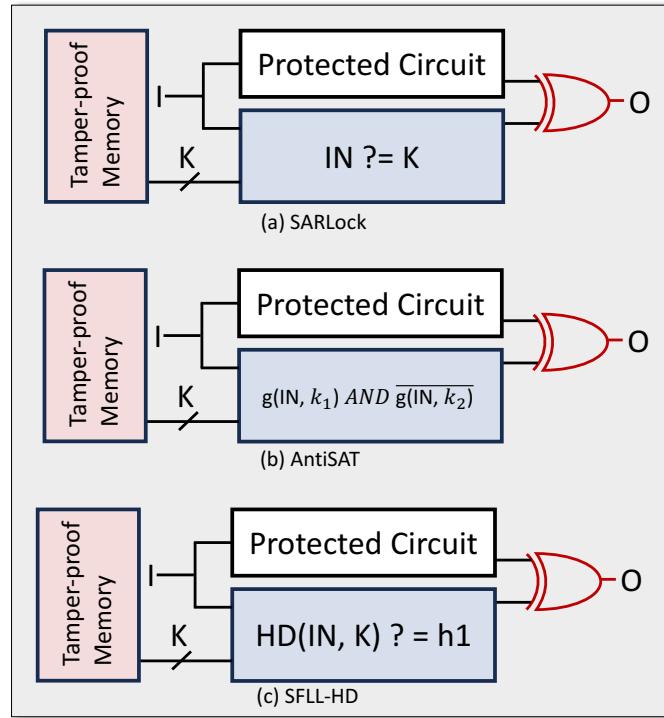 Tamper-proof
Memory
I
K
Protected Circuit
IN ?= K
O
(a) SARLock
Tamper-proof
Memory
I
K
Protected Circuit
g(IN, k₁) AND \overline{g(IN, k₂)}
O
(b) AntiSAT
Tamper-proof
Memory
I
K
Protected Circuit
HD(IN, K) ? = h1
O
(c) SFLL-HD